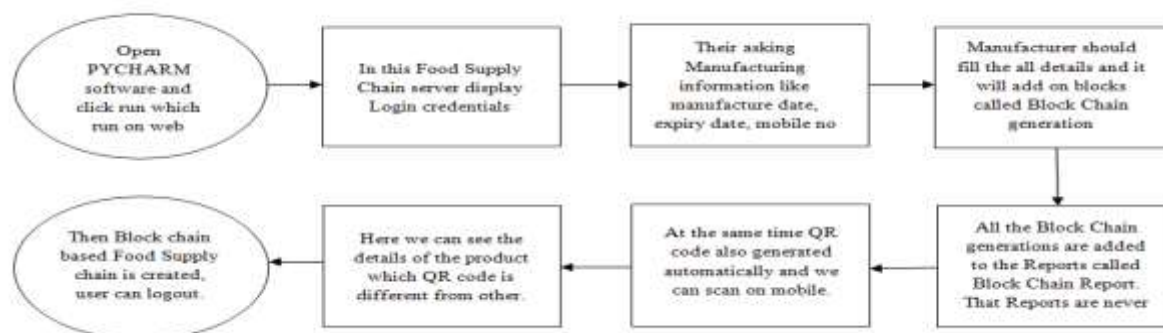 Open
PYCHARM
software and
click run which
run on web
In this Food Supply
Chain server display
Login credentials
Their asking
Manufacturing
information like
manufacture date,
expiry date, mobile no
Manufacturer should
fill the all details and it
will add on blocks
called Block Chain
generation
All the Block Chain
generations are added
to the Reports called
Block Chain Report.
That Reports are never
At the same time QR
code also generated
automatically and we
can scan on mobile.
Here we can see the
details of the product
which QR code is
different from other.
Then Block chain
based Food Supply
chain is created,
user can logout.